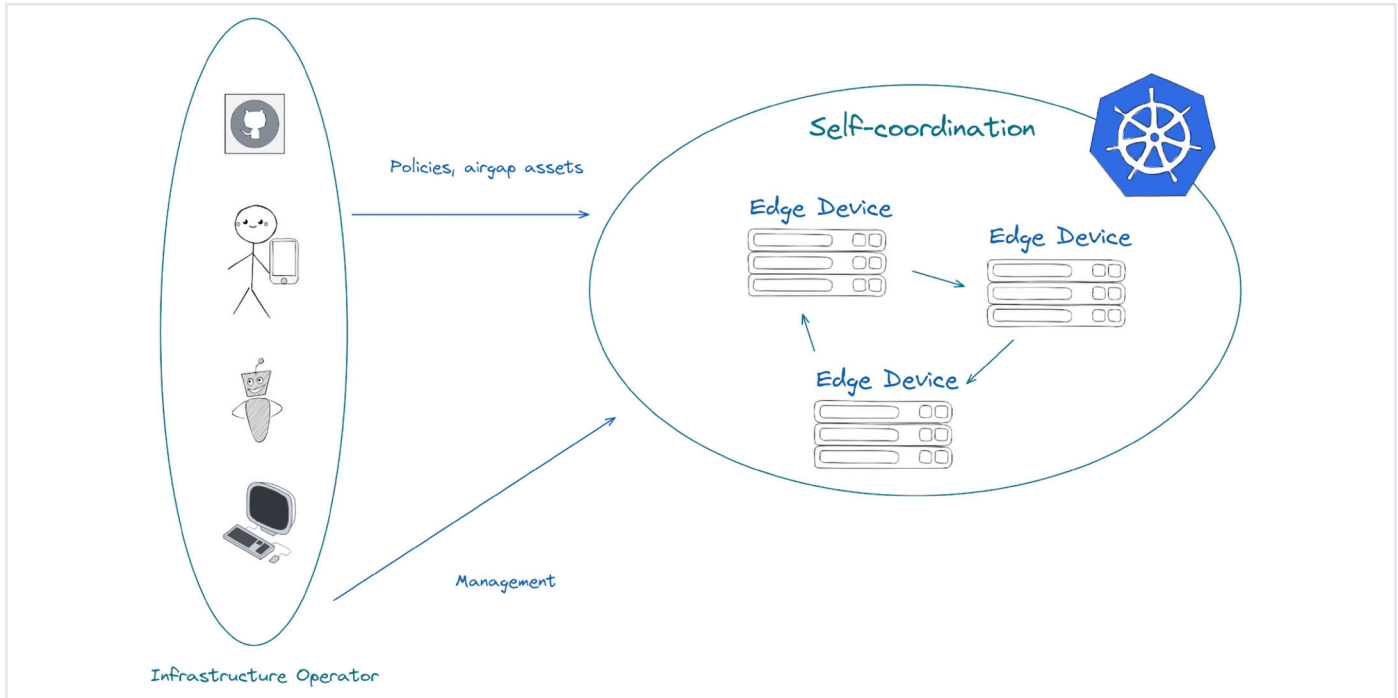 Self-coordination
Policies, airgap assets
Edge Device
Edge Device
Edge Device
Management
Infrastructure Operator